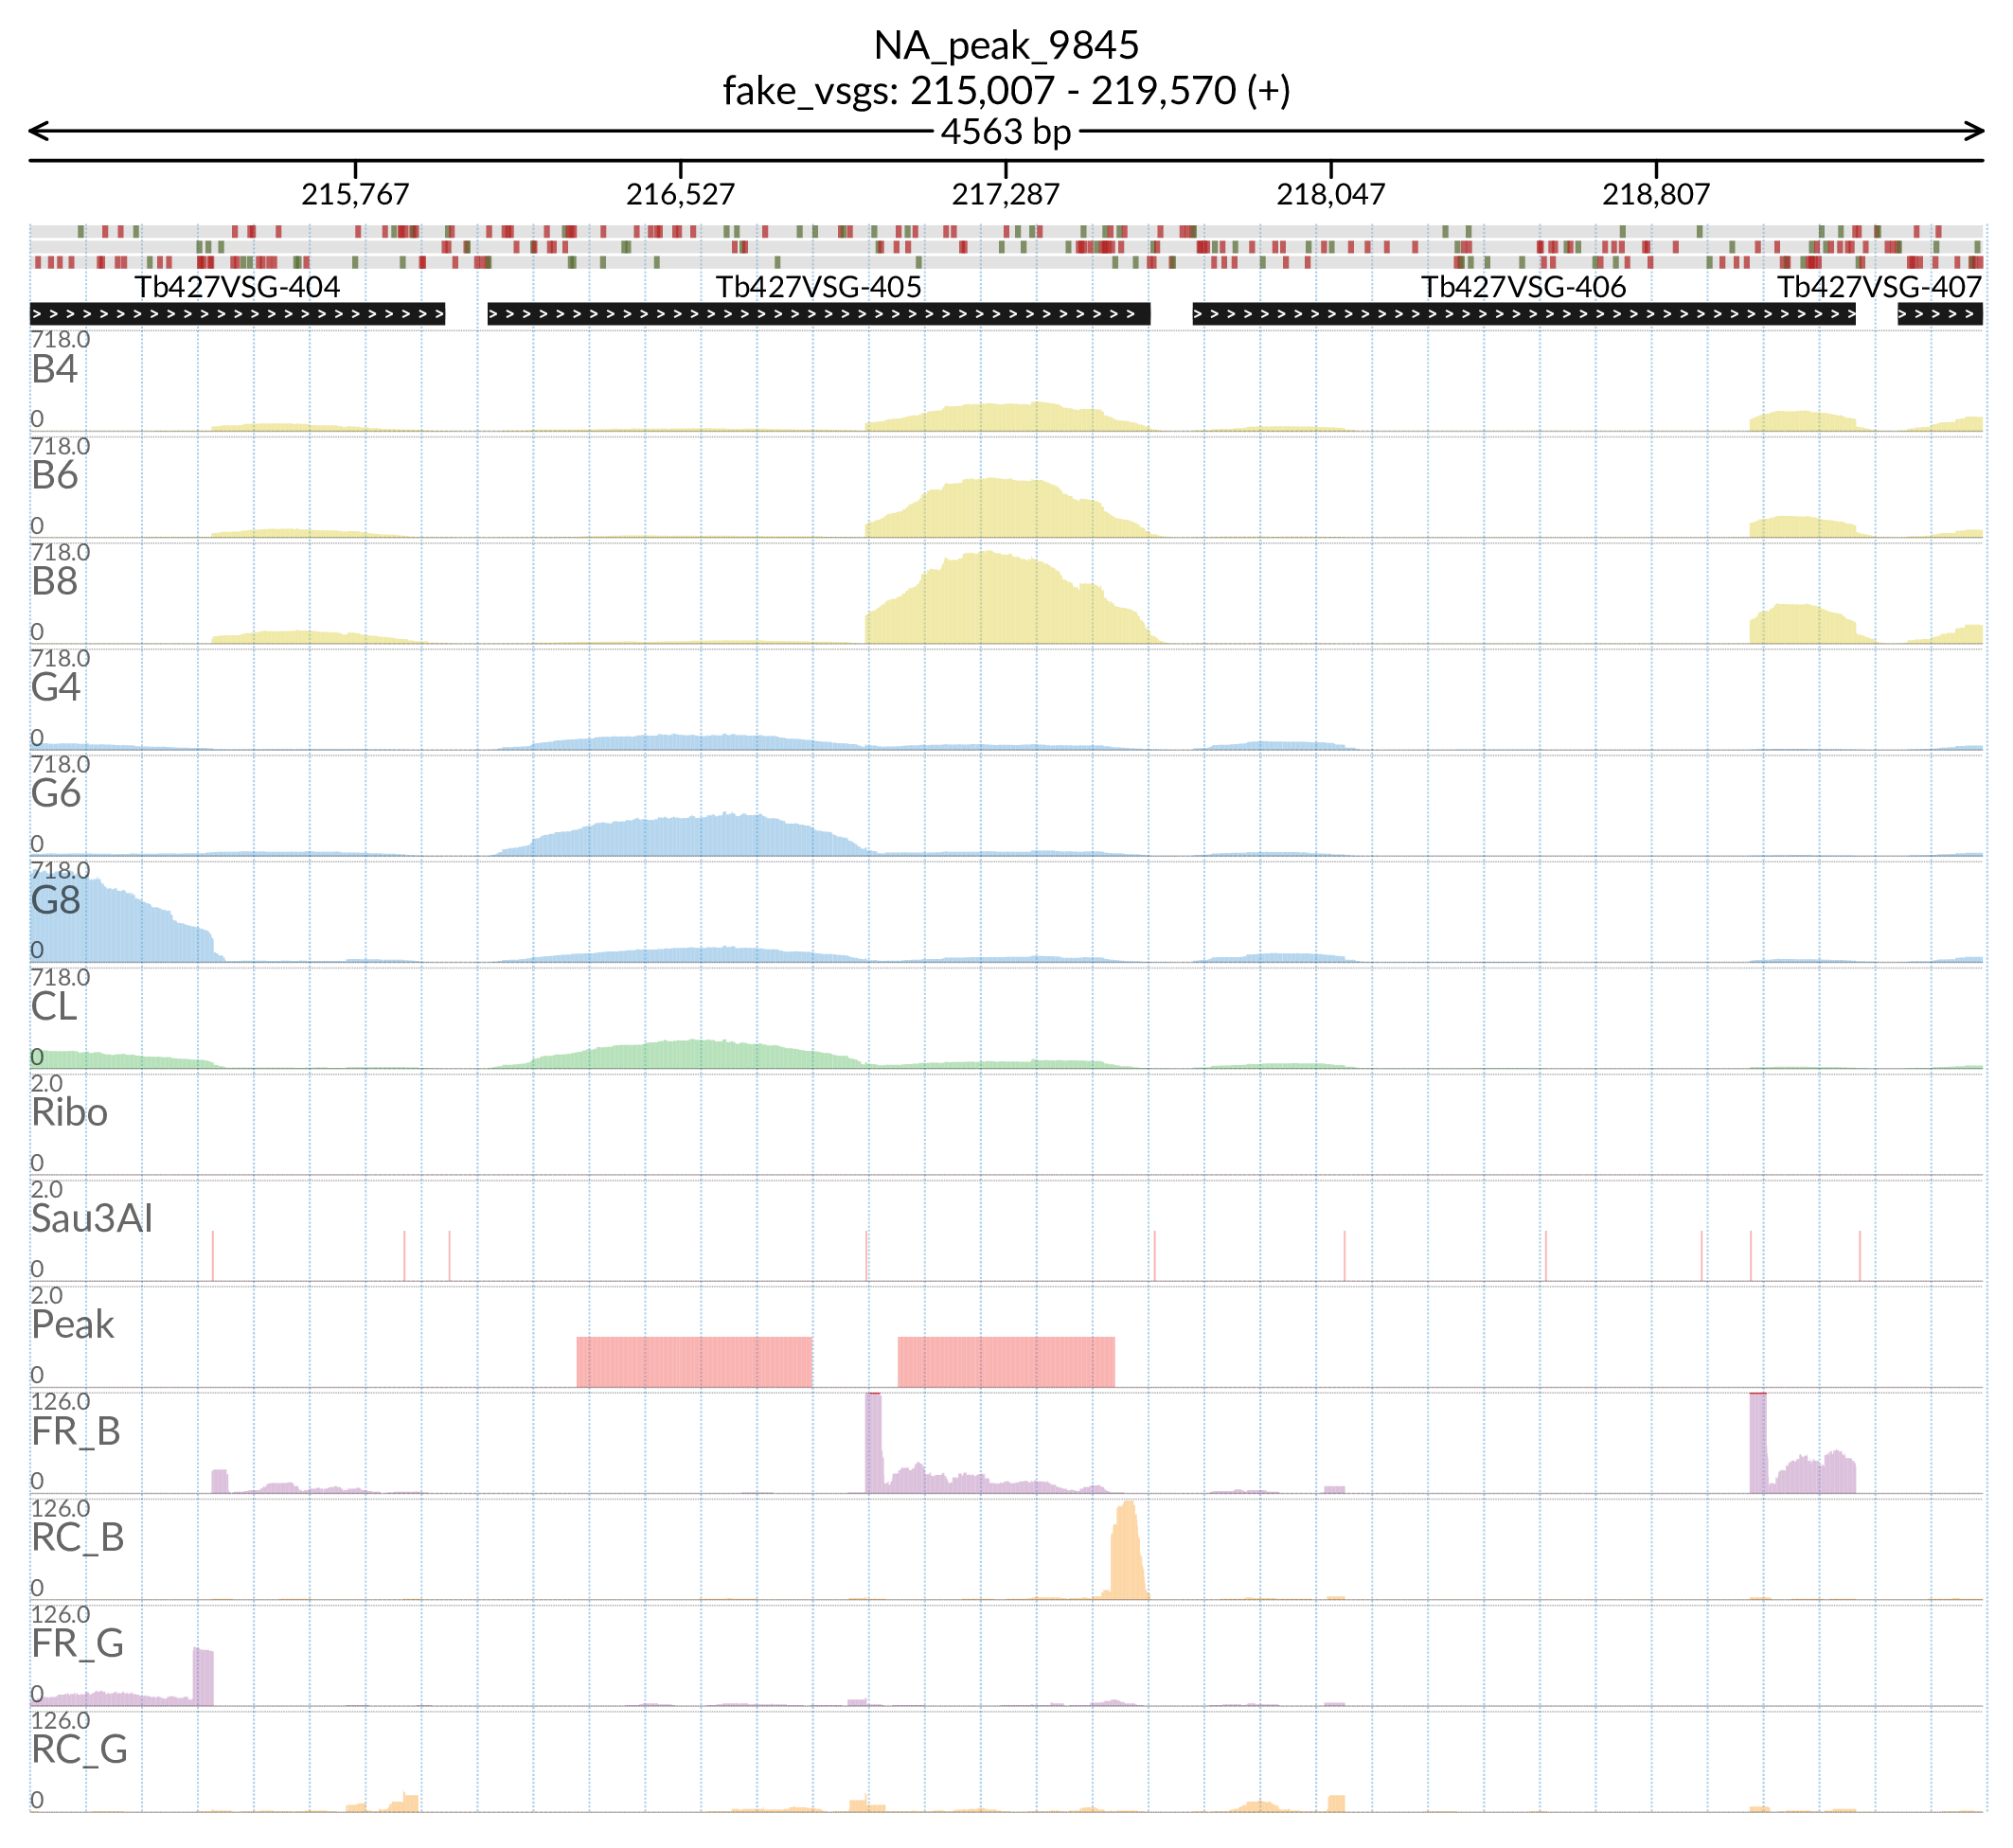 NA_peak_9845
fake_vsgs: 215,007 - 219,570 (+)
4563 bp
215,767 216,527 217,287 218,047 218,807
Tb427VSG-404 Tb427VSG-405 Tb427VSG-406 Tb427VSG-407
718.0
B4
0
718.0
B6
0
718.0
B8
0
718.0
G4
0
718.0
G6
0
718.0
G8
0
718.0
CL
0
2.0
Ribo
0
2.0
Sau3AI
0
2.0
Peak
0
126.0
FR_B
0
126.0
RC_B
0
126.0
FR_G
0
126.0
RC_G
0